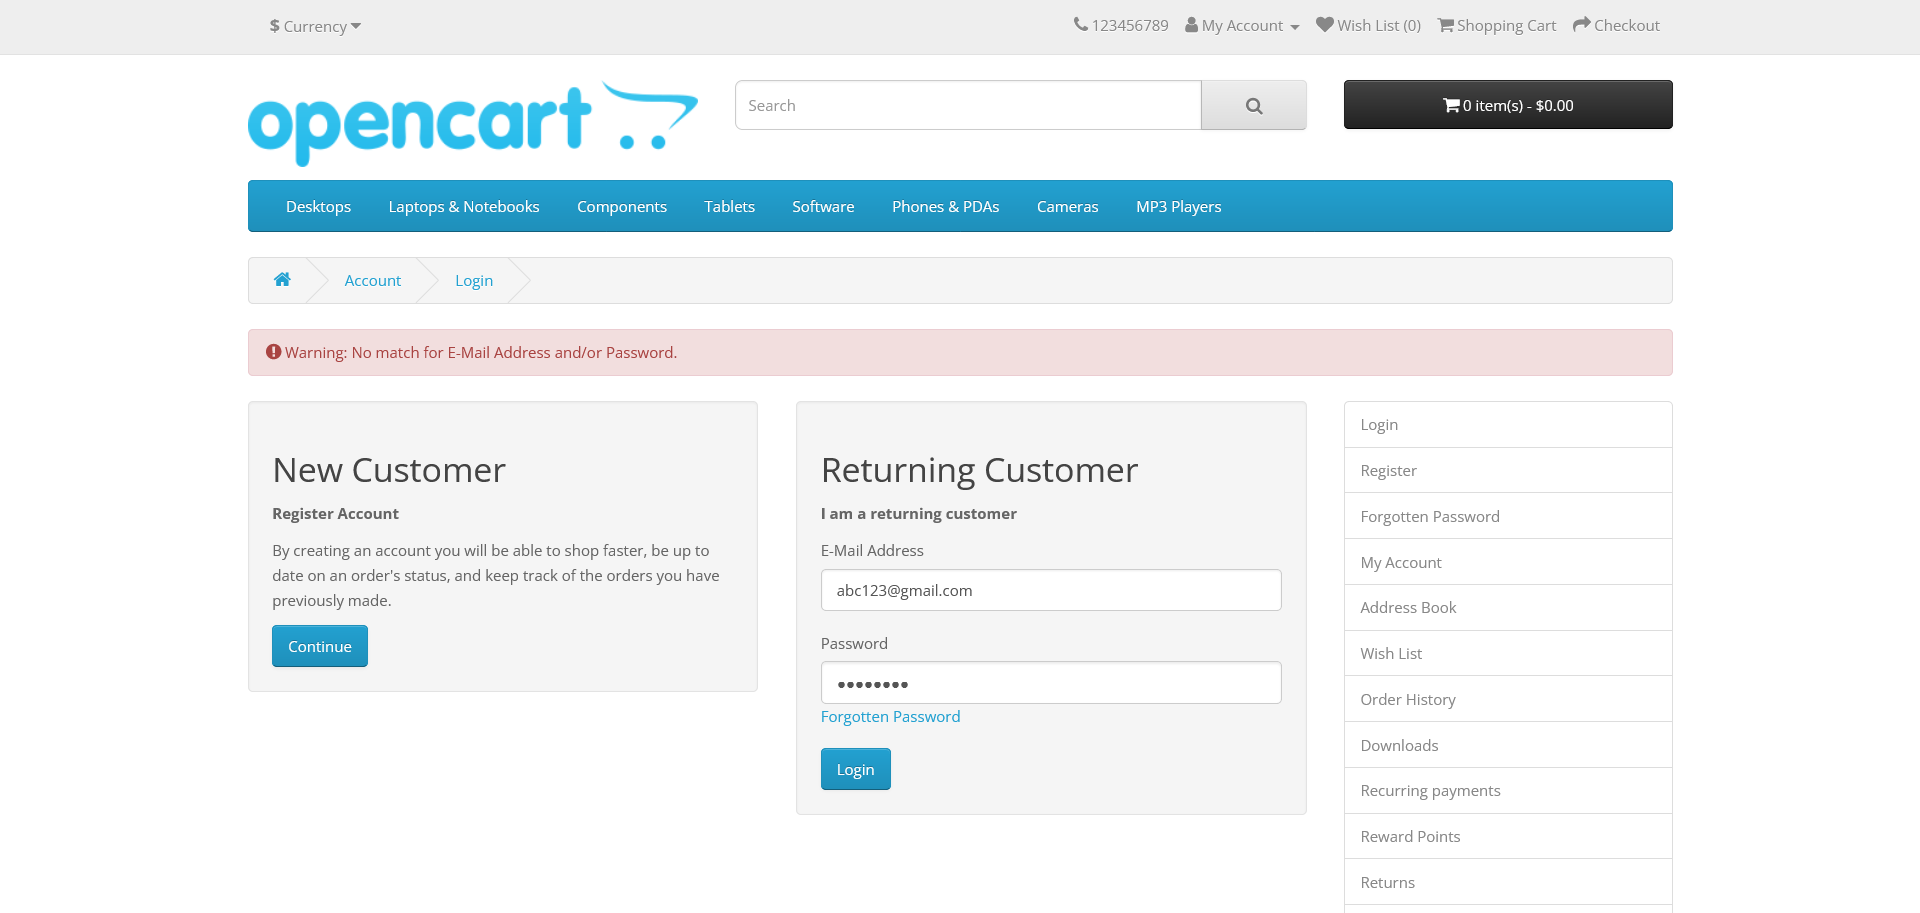 $ Currency
123456789 My Account Wish List (0) Shopping Cart Checkout
opencart
Search
0 item(s) - $0.00
Desktops Laptops & Notebooks Components Tablets Software Phones & PDAs Cameras MP3 Players
Account Login
Warning: No match for E-Mail Address and/or Password.
New Customer
Register Account
By creating an account you will be able to shop faster, be up to
date on an order's status, and keep track of the orders you have
previously made.
Continue
Returning Customer
I am a returning customer
E-Mail Address
abc123@gmail.com
Password
••••••••
Forgotten Password
Login
Login
Register
Forgotten Password
My Account
Address Book
Wish List
Order History
Downloads
Recurring payments
Reward Points
Returns